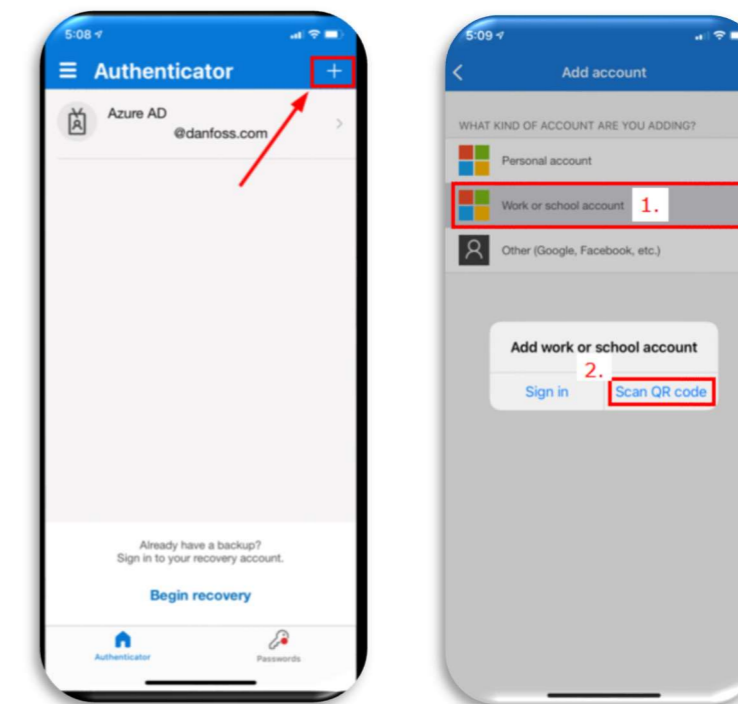 5:08
Authenticator
Azure AD
@danfoss.com
Already have a backup?
Sign in to your recovery account.
Begin recovery
Authenticator
Passwords
5:09
Add account
WHAT KIND OF ACCOUNT ARE YOU ADDING?
Personal account
Work or school account 1.
Other (Google, Facebook, etc.)
Add work or school account
2.
Sign in Scan QR code